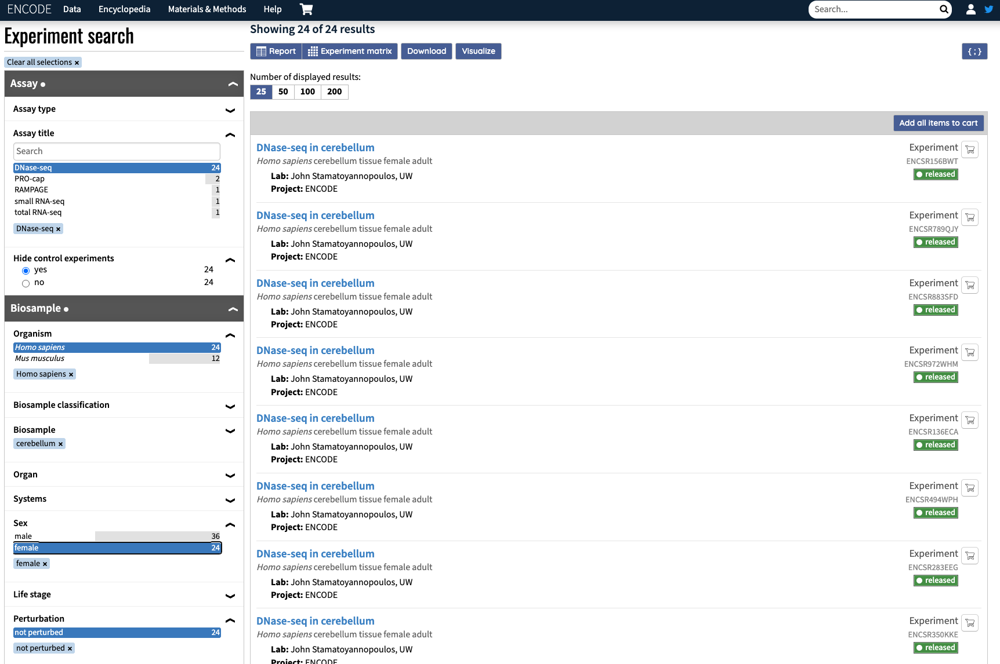 ENCODE Data Encyclopedia Materials & Methods Help Search...
Experiment search
Clear all selections ×
Assay
Assay type
Assay title
Search
DNase-seq 24
PRO-cap 2
RAMPAGE 1
small RNA-seq 1
total RNA-seq 1
DNase-seq ×
Hide control experiments
yes 24
no 24
Biosample
Organism
Homo sapiens 24
Mus musculus 12
Homo sapiens ×
Biosample classification
Biosample
cerebellum ×
Organ
Systems
Sex
male 36
female 24
female ×
Life stage
Perturbation
not perturbed 24
not perturbed ×
Showing 24 of 24 results
Report Experiment matrix Download Visualize {;}
Number of displayed results:
25 50 100 200
Add all items to cart
DNase-seq in cerebellum Experiment
Homo sapiens cerebellum tissue female adult ENCSR156BWT
Lab: John Stamatoyannopoulos, UW released
Project: ENCODE
DNase-seq in cerebellum Experiment
Homo sapiens cerebellum tissue female adult ENCSR789QJY
Lab: John Stamatoyannopoulos, UW released
Project: ENCODE
DNase-seq in cerebellum Experiment
Homo sapiens cerebellum tissue female adult ENCSR883SFD
Lab: John Stamatoyannopoulos, UW released
Project: ENCODE
DNase-seq in cerebellum Experiment
Homo sapiens cerebellum tissue female adult ENCSR972WHM
Lab: John Stamatoyannopoulos, UW released
Project: ENCODE
DNase-seq in cerebellum Experiment
Homo sapiens cerebellum tissue female adult ENCSR136ECA
Lab: John Stamatoyannopoulos, UW released
Project: ENCODE
DNase-seq in cerebellum Experiment
Homo sapiens cerebellum tissue female adult ENCSR494WPH
Lab: John Stamatoyannopoulos, UW released
Project: ENCODE
DNase-seq in cerebellum Experiment
Homo sapiens cerebellum tissue female adult ENCSR283EEG
Lab: John Stamatoyannopoulos, UW released
Project: ENCODE
DNase-seq in cerebellum Experiment
Homo sapiens cerebellum tissue female adult ENCSR350KKE
Lab: John Stamatoyannopoulos, UW released
Project: ENCODE